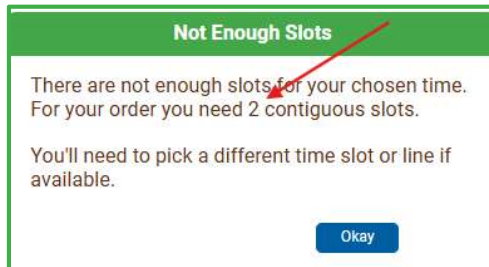 Not Enough Slots
There are not enough slots for your chosen time.
For your order you need 2 contiguous slots.
You'll need to pick a different time slot or line if
available.
Okay